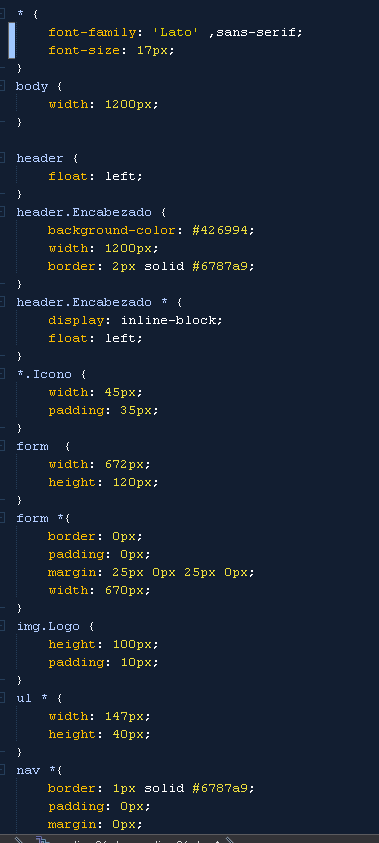 * {
font-family: 'Lato' ,sans-serif;
font-size: 17px;
}
body {
width: 1200px;
}
header {
float: left;
}
header.Encabezado {
background-color: #426994;
width: 1200px;
border: 2px solid #6787a9;
}
header.Encabezado * {
display: inline-block;
float: left;
}
*.Icono {
width: 45px;
padding: 35px;
}
form  {
width: 672px;
height: 120px;
}
form *{
border: 0px;
padding: 0px;
margin: 25px 0px 25px 0px;
width: 670px;
}
img.Logo {
height: 100px;
padding: 10px;
}
ul * {
width: 147px;
height: 40px;
}
nav *{
border: 1px solid #6787a9;
padding: 0px;
margin: 0px;